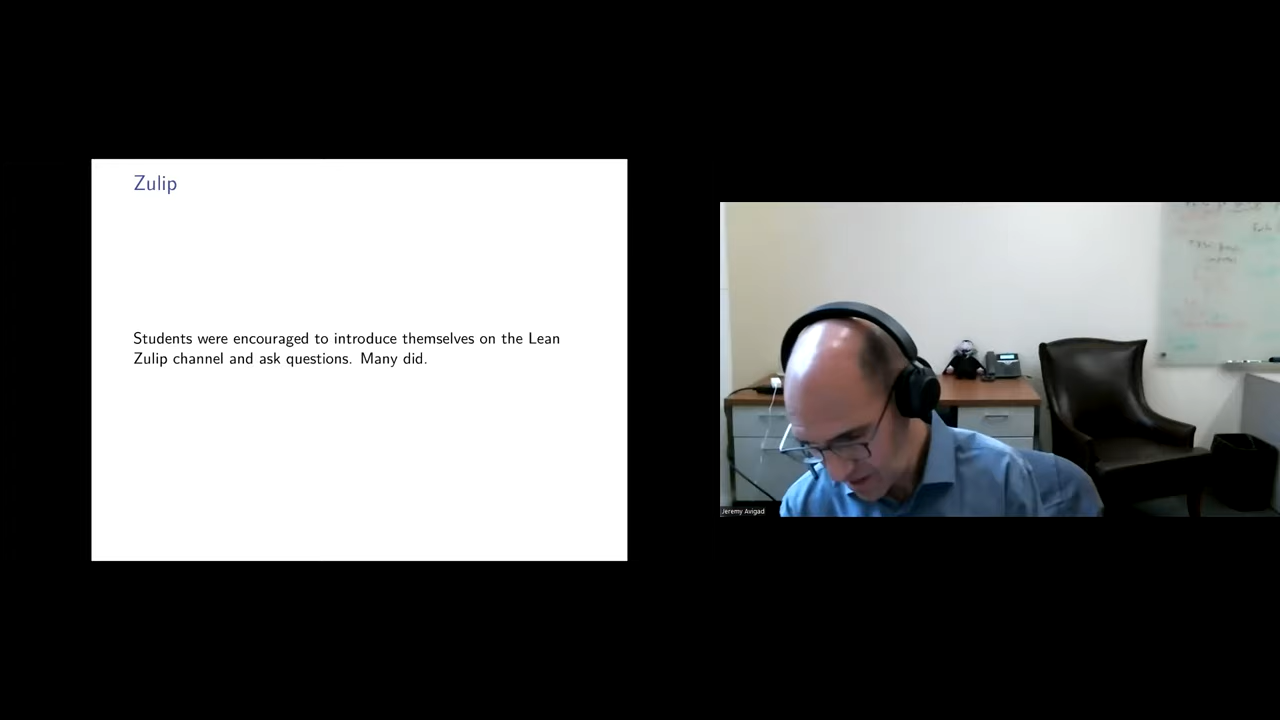 Zulip
Students were encouraged to introduce themselves on the Lean
Zulip channel and ask questions. Many did.
Jeremy Avigad